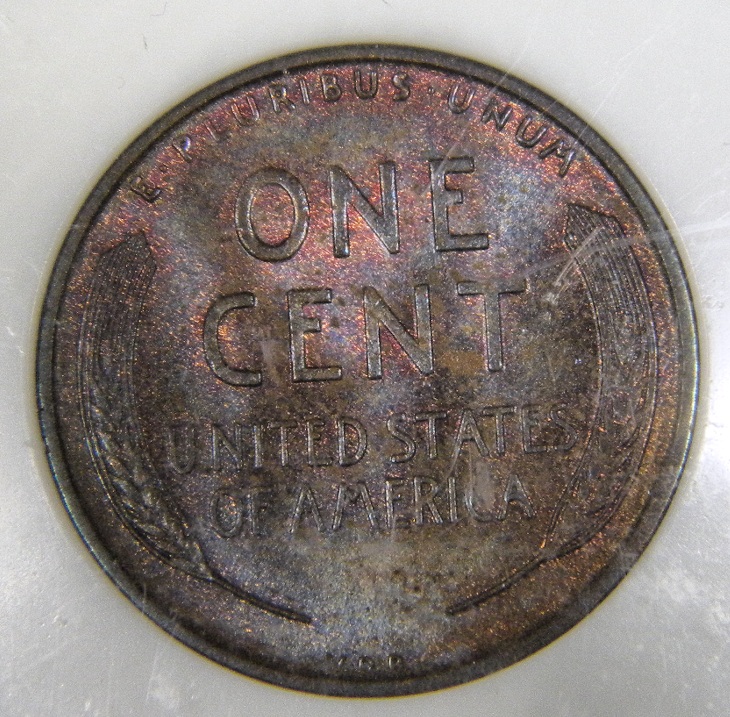 E·PLURIBUS·UNUM
ONE
CENT
UNITED STATES
OF AMERICA